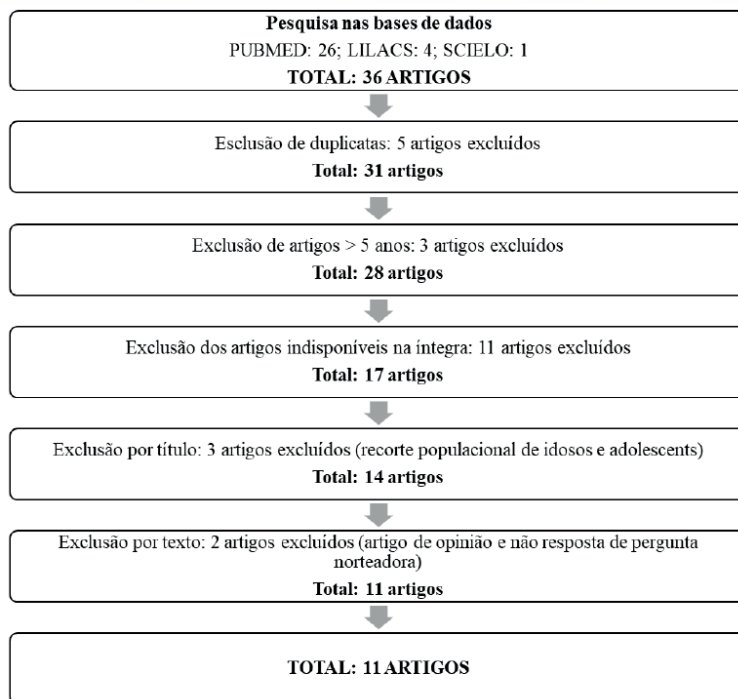 Pesquisa nas bases de dados
PUBMED: 26; LILACS: 4; SCIELO: 1
TOTAL: 36 ARTIGOS
Esclusão de duplicatas: 5 artigos excluídos
Total: 31 artigos
Exclusão de artigos > 5 anos: 3 artigos excluídos
Total: 28 artigos
Exclusão dos artigos indisponíveis na íntegra: 11 artigos excluídos
Total: 17 artigos
Exclusão por título: 3 artigos excluídos (recorte populacional de idosos e adolescents)
Total: 14 artigos
Exclusão por texto: 2 artigos excluídos (artigo de opinião e não resposta de pergunta
norteadora)
Total: 11 artigos
TOTAL: 11 ARTIGOS